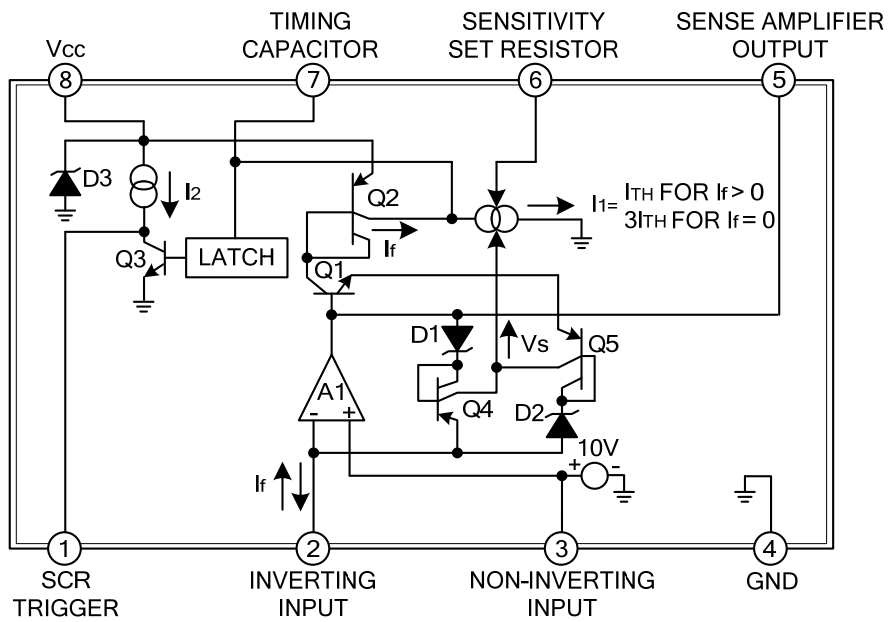 TIMING
CAPACITOR
SENSITIVITY
SET RESISTOR
SENSE AMPLIFIER
OUTPUT
Vcc
8
7
6
5
D3
I2
Q2
If
I1= ITH FOR If > 0
3ITH FOR If = 0
Q3
LATCH
Q1
D1
Vs
Q5
A1
- +
Q4
D2
10V
+ -
If
1
2
3
4
SCR
TRIGGER
INVERTING
INPUT
NON-INVERTING
INPUT
GND